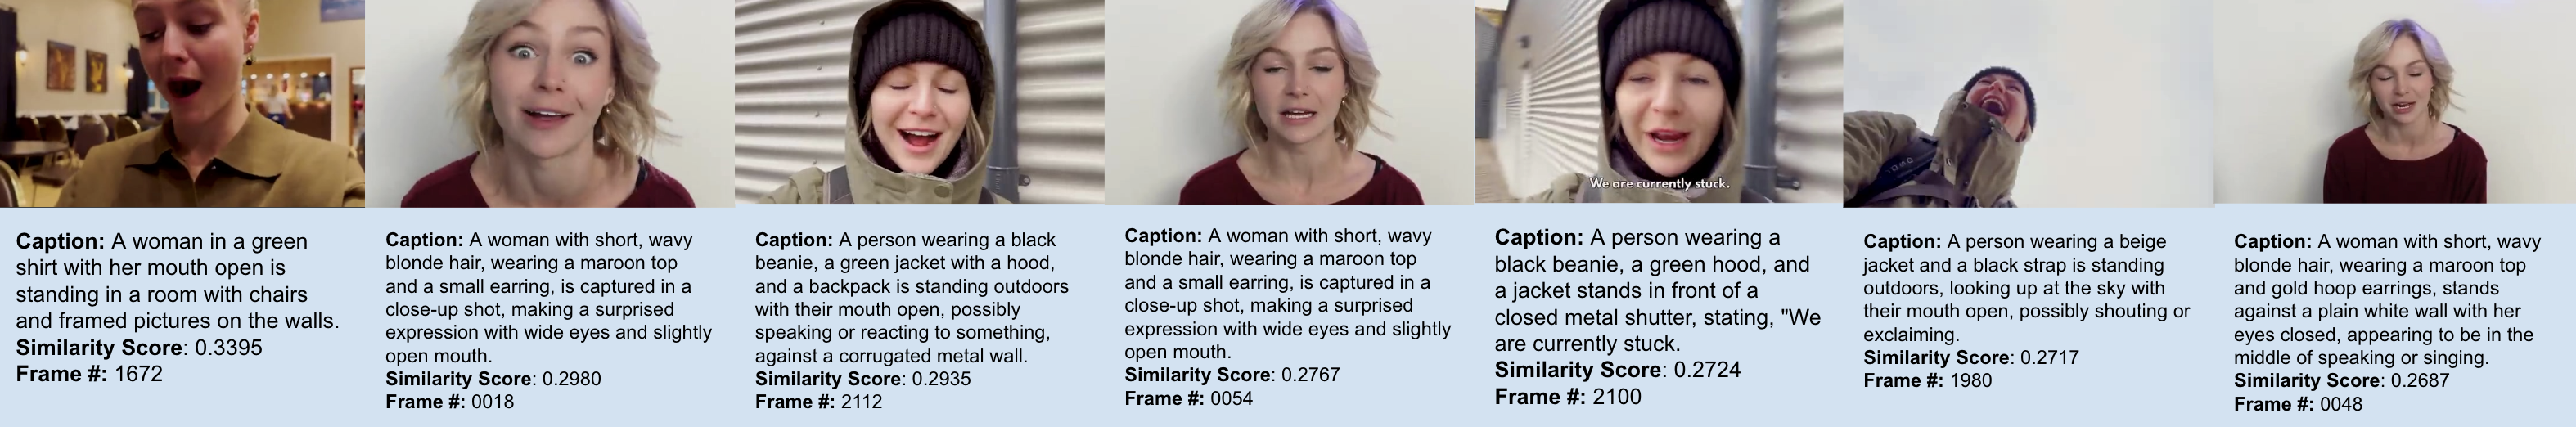 We are currently stuck.
Caption: A woman in a green
shirt with her mouth open is
standing in a room with chairs
and framed pictures on the walls.
Similarity Score: 0.3395
Frame #: 1672
Caption: A woman with short, wavy
blonde hair, wearing a maroon top
and a small earring, is captured in a
close-up shot, making a surprised
expression with wide eyes and slightly
open mouth.
Similarity Score: 0.2980
Frame #: 0018
Caption: A person wearing a black
beanie, a green jacket with a hood,
and a backpack is standing outdoors
with their mouth open, possibly
speaking or reacting to something,
against a corrugated metal wall.
Similarity Score: 0.2935
Frame #: 2112
Caption: A woman with short, wavy
blonde hair, wearing a maroon top
and a small earring, is captured in a
close-up shot, making a surprised
expression with wide eyes and slightly
open mouth.
Similarity Score: 0.2767
Frame #: 0054
Caption: A person wearing a
black beanie, a green hood, and
a jacket stands in front of a
closed metal shutter, stating, "We
are currently stuck.
Similarity Score: 0.2724
Frame #: 2100
Caption: A person wearing a beige
jacket and a black strap is standing
outdoors, looking up at the sky with
their mouth open, possibly shouting or
exclaiming.
Similarity Score: 0.2717
Frame #: 1980
Caption: A woman with short, wavy
blonde hair, wearing a maroon top
and gold hoop earrings, stands
against a plain white wall with her
eyes closed, appearing to be in the
middle of speaking or singing.
Similarity Score: 0.2687
Frame #: 0048